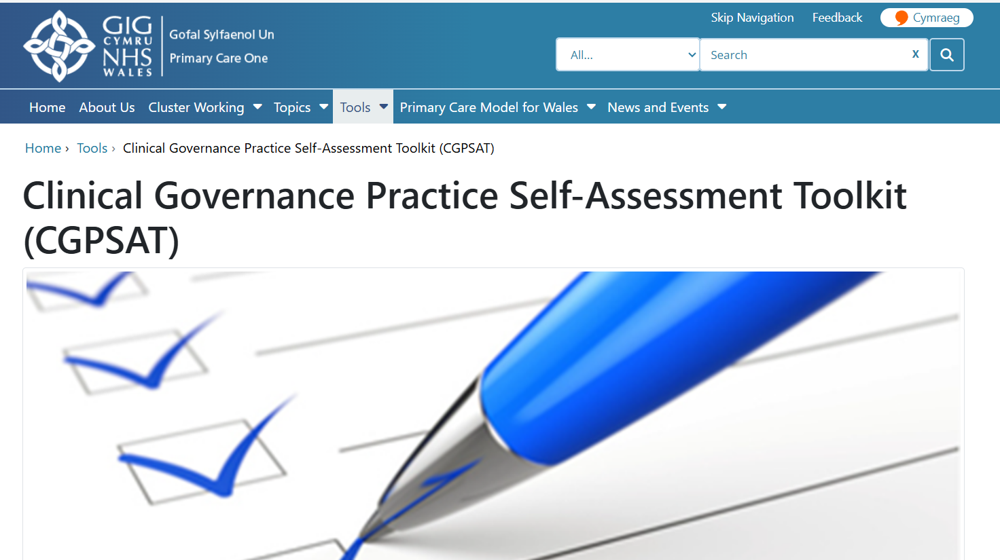 Skip Navigation Feedback Cymraeg
GIG
CYMRU
NHS
WALES
Gofal Sylfaenol Un
Primary Care One
All... Search x
Home About Us Cluster Working Topics Tools Primary Care Model for Wales News and Events
Home › Tools › Clinical Governance Practice Self-Assessment Toolkit (CGPSAT)
Clinical Governance Practice Self-Assessment Toolkit
(CGPSAT)